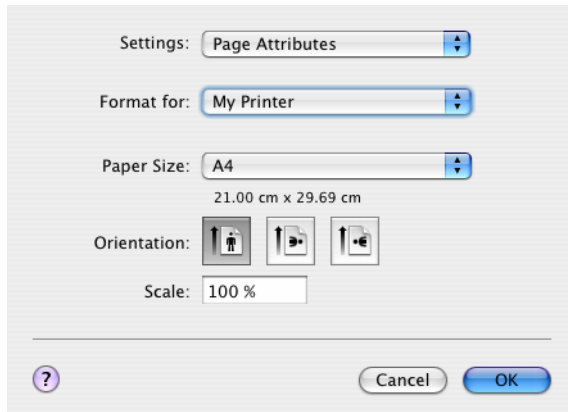 Settings: Page Attributes
Format for: My Printer
Paper Size: A4
21.00 cm x 29.69 cm
Orientation:
Scale: 100 %
? Cancel OK